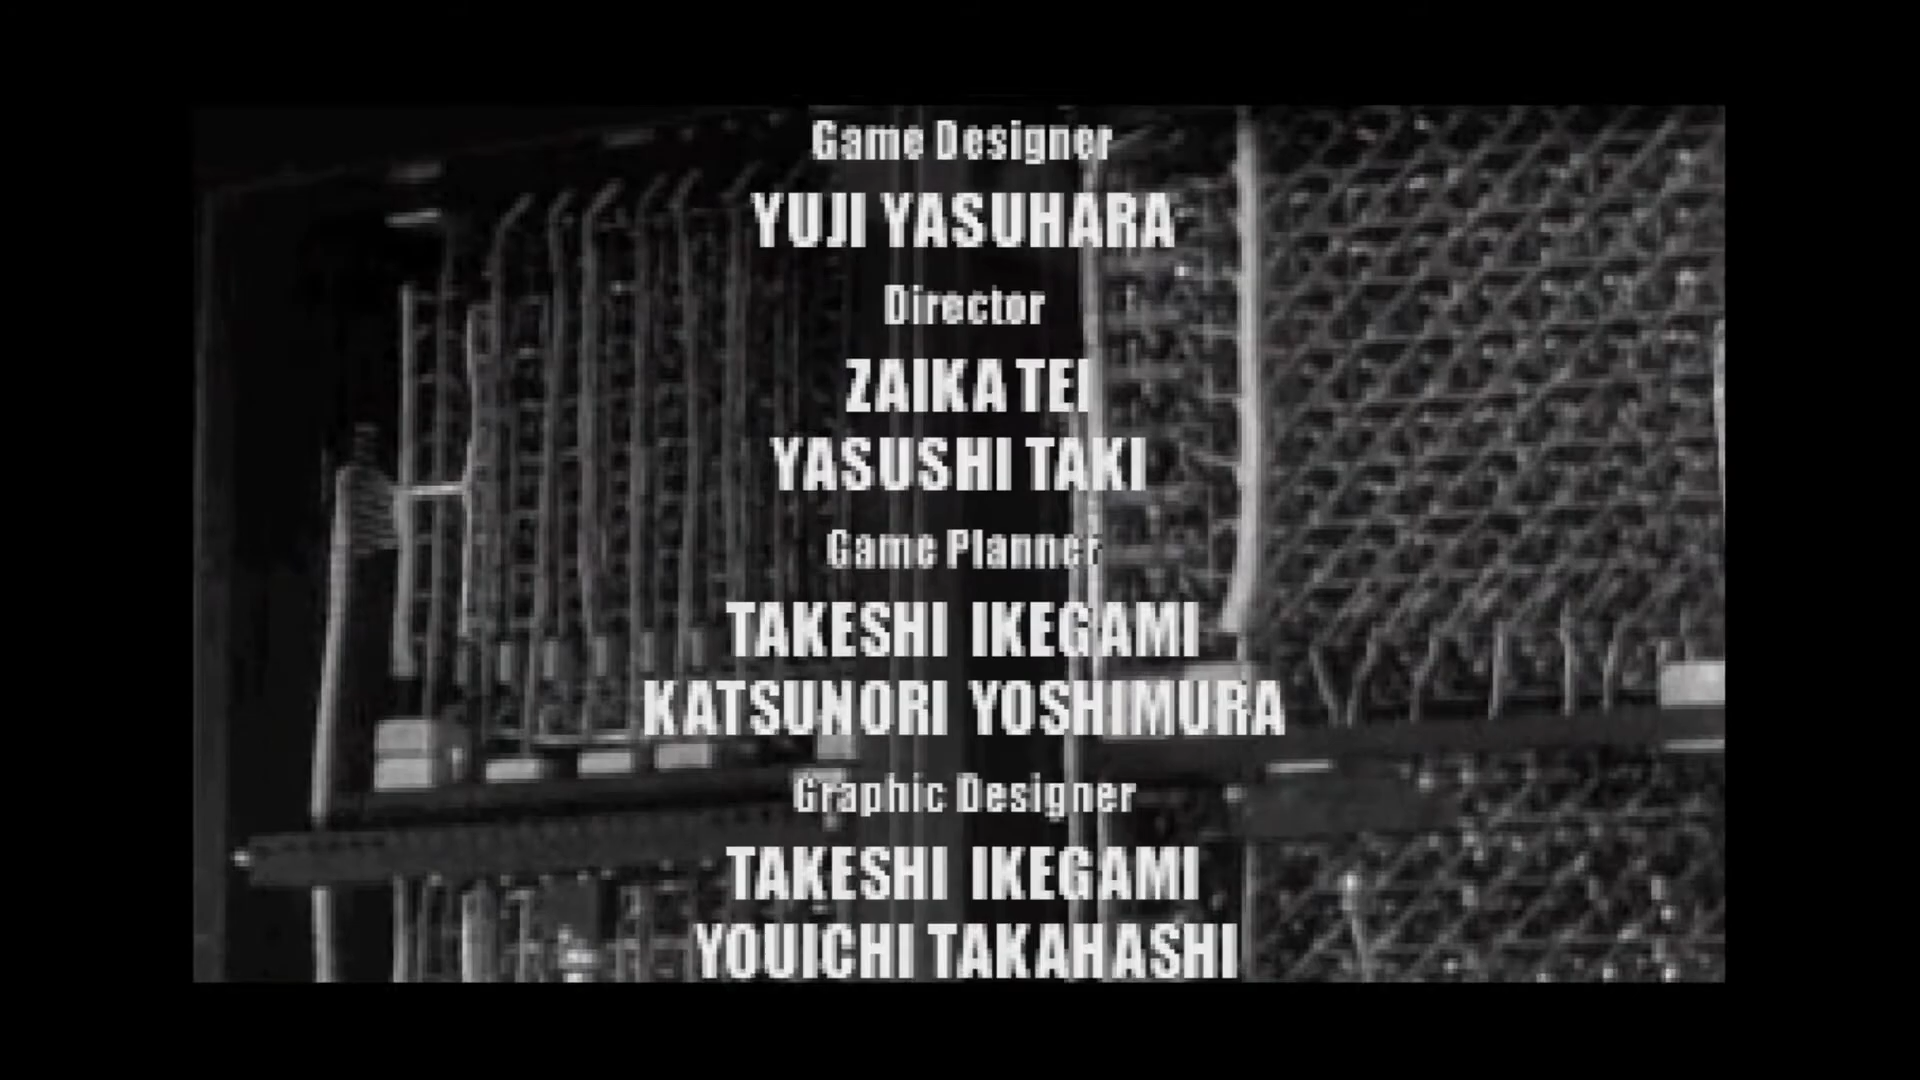 Game Designer
YUJI YASUHARA
Director
ZAIKA TEI
YASUSHI TAKI
Game Planner
TAKESHI IKEGAMI
KATSUNORI YOSHIMURA
Graphic Designer
TAKESHI IKEGAMI
YOUICHI TAKAHASHI